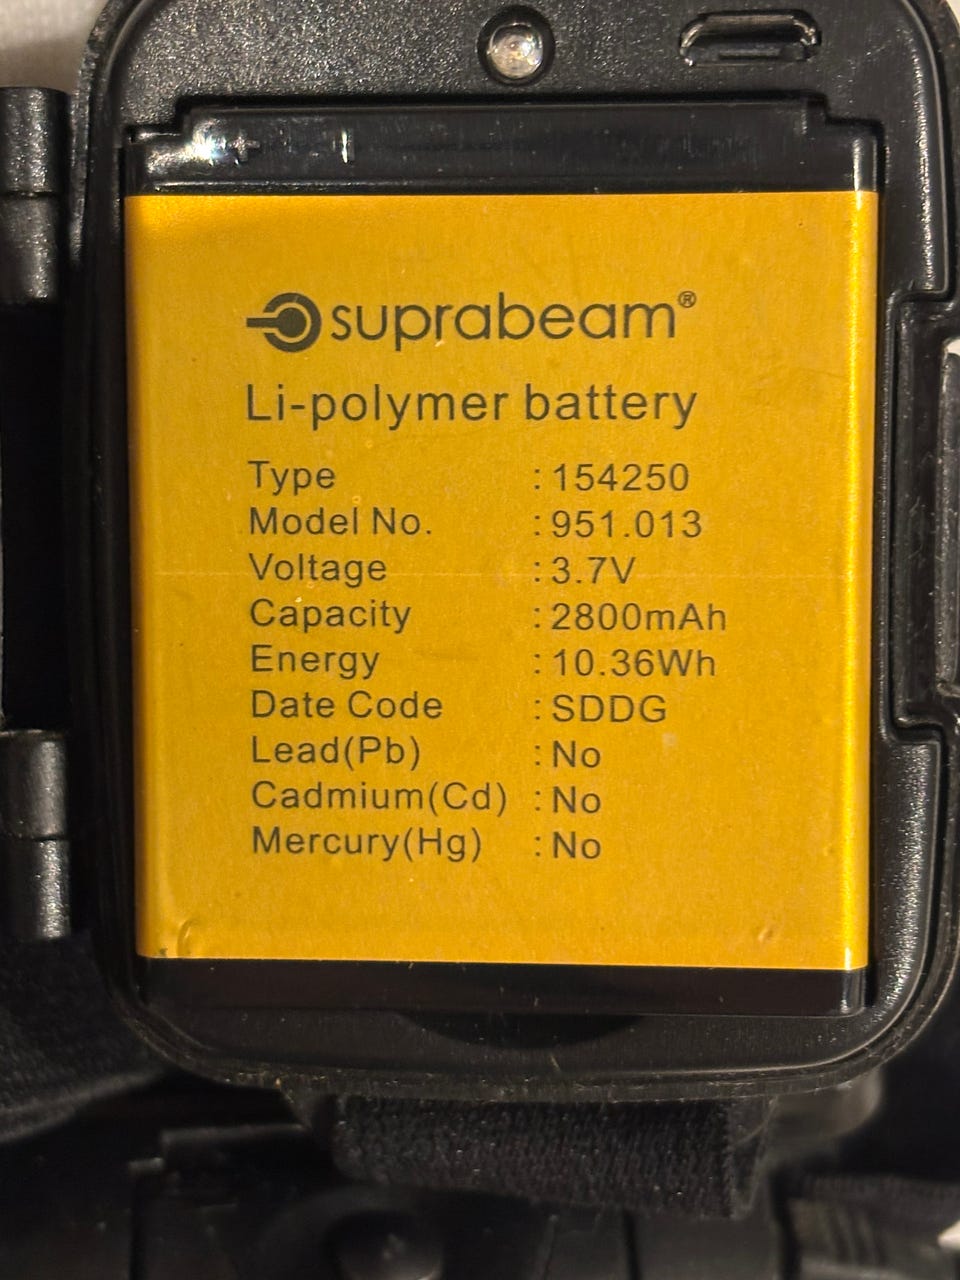 + -
suprabeam®
Li-polymer battery
Type : 154250
Model No. : 951.013
Voltage : 3.7V
Capacity : 2800mAh
Energy : 10.36Wh
Date Code : SDDG
Lead(Pb) : No
Cadmium(Cd) : No
Mercury(Hg) : No